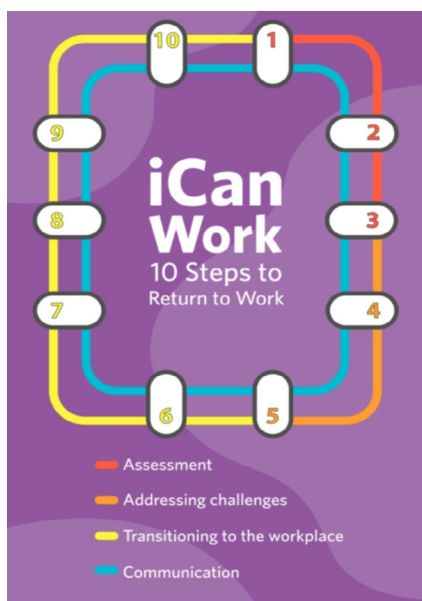 10
1
9
2
iCan
Work
8
3
10 Steps to
Return to Work
7
4
6
5
Assessment
Addressing challenges
Transitioning to the workplace
Communication